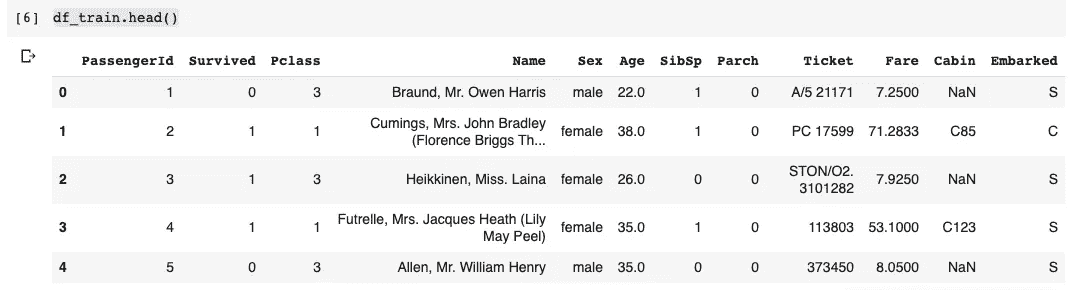 [6] df_train.head()
PassengerId Survived Pclass Name Sex Age SibSp Parch Ticket Fare Cabin Embarked
0 1 0 3 Braund, Mr. Owen Harris male 22.0 1 0 A/5 21171 7.2500 NaN S
1 2 1 1 Cumings, Mrs. John Bradley (Florence Briggs Th... female 38.0 1 0 PC 17599 71.2833 C85 C
2 3 1 3 Heikkinen, Miss. Laina female 26.0 0 0 STON/O2. 3101282 7.9250 NaN S
3 4 1 1 Futrelle, Mrs. Jacques Heath (Lily May Peel) female 35.0 1 0 113803 53.1000 C123 S
4 5 0 3 Allen, Mr. William Henry male 35.0 0 0 373450 8.0500 NaN S